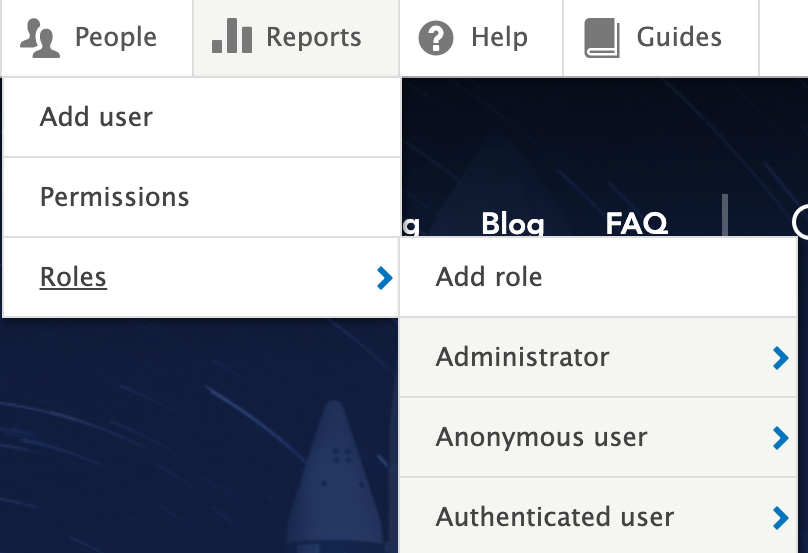 People Reports Help Guides
Add user
Permissions
g Blog FAQ
Roles
Add role
Administrator
Anonymous user
Authenticated user